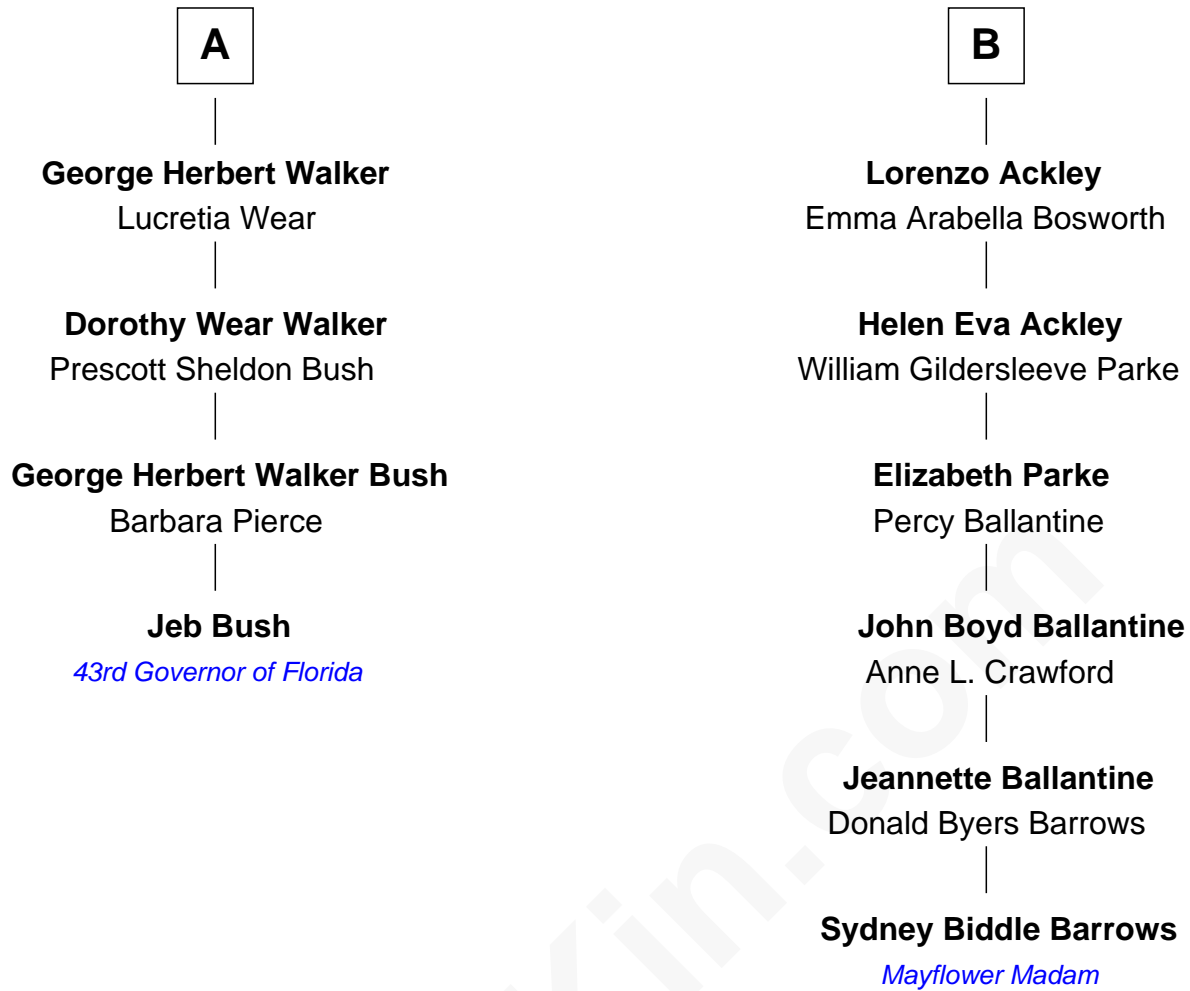 A
George Herbert Walker
Lucretia Wear
Dorothy Wear Walker
Prescott Sheldon Bush
George Herbert Walker Bush
Barbara Pierce
Jeb Bush
43rd Governor of Florida
B
Lorenzo Ackley
Emma Arabella Bosworth
Helen Eva Ackley
William Gildersleeve Parke
Elizabeth Parke
Percy Ballantine
John Boyd Ballantine
Anne L. Crawford
Jeannette Ballantine
Donald Byers Barrows
Sydney Biddle Barrows
Mayflower Madam
Kin.com